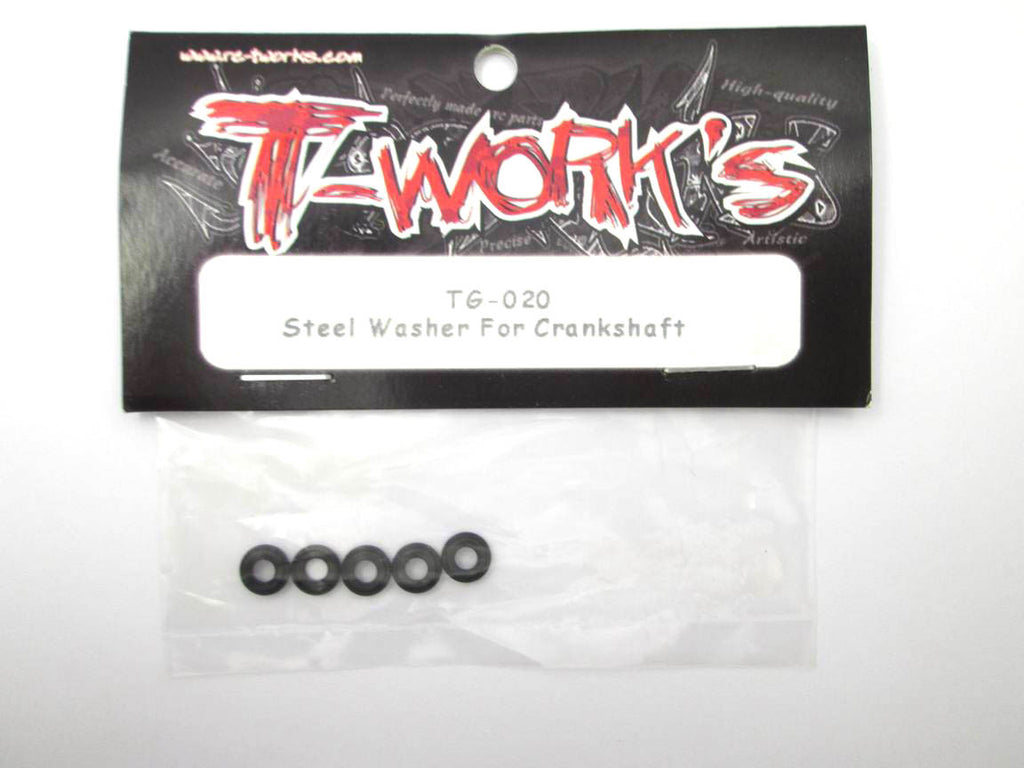 www.rc-tworks.com
Perfectly made rc parts
High-quality
Accurate
T-WORK's
Precise
Artistic
TG-020
Steel Washer For Crankshaft